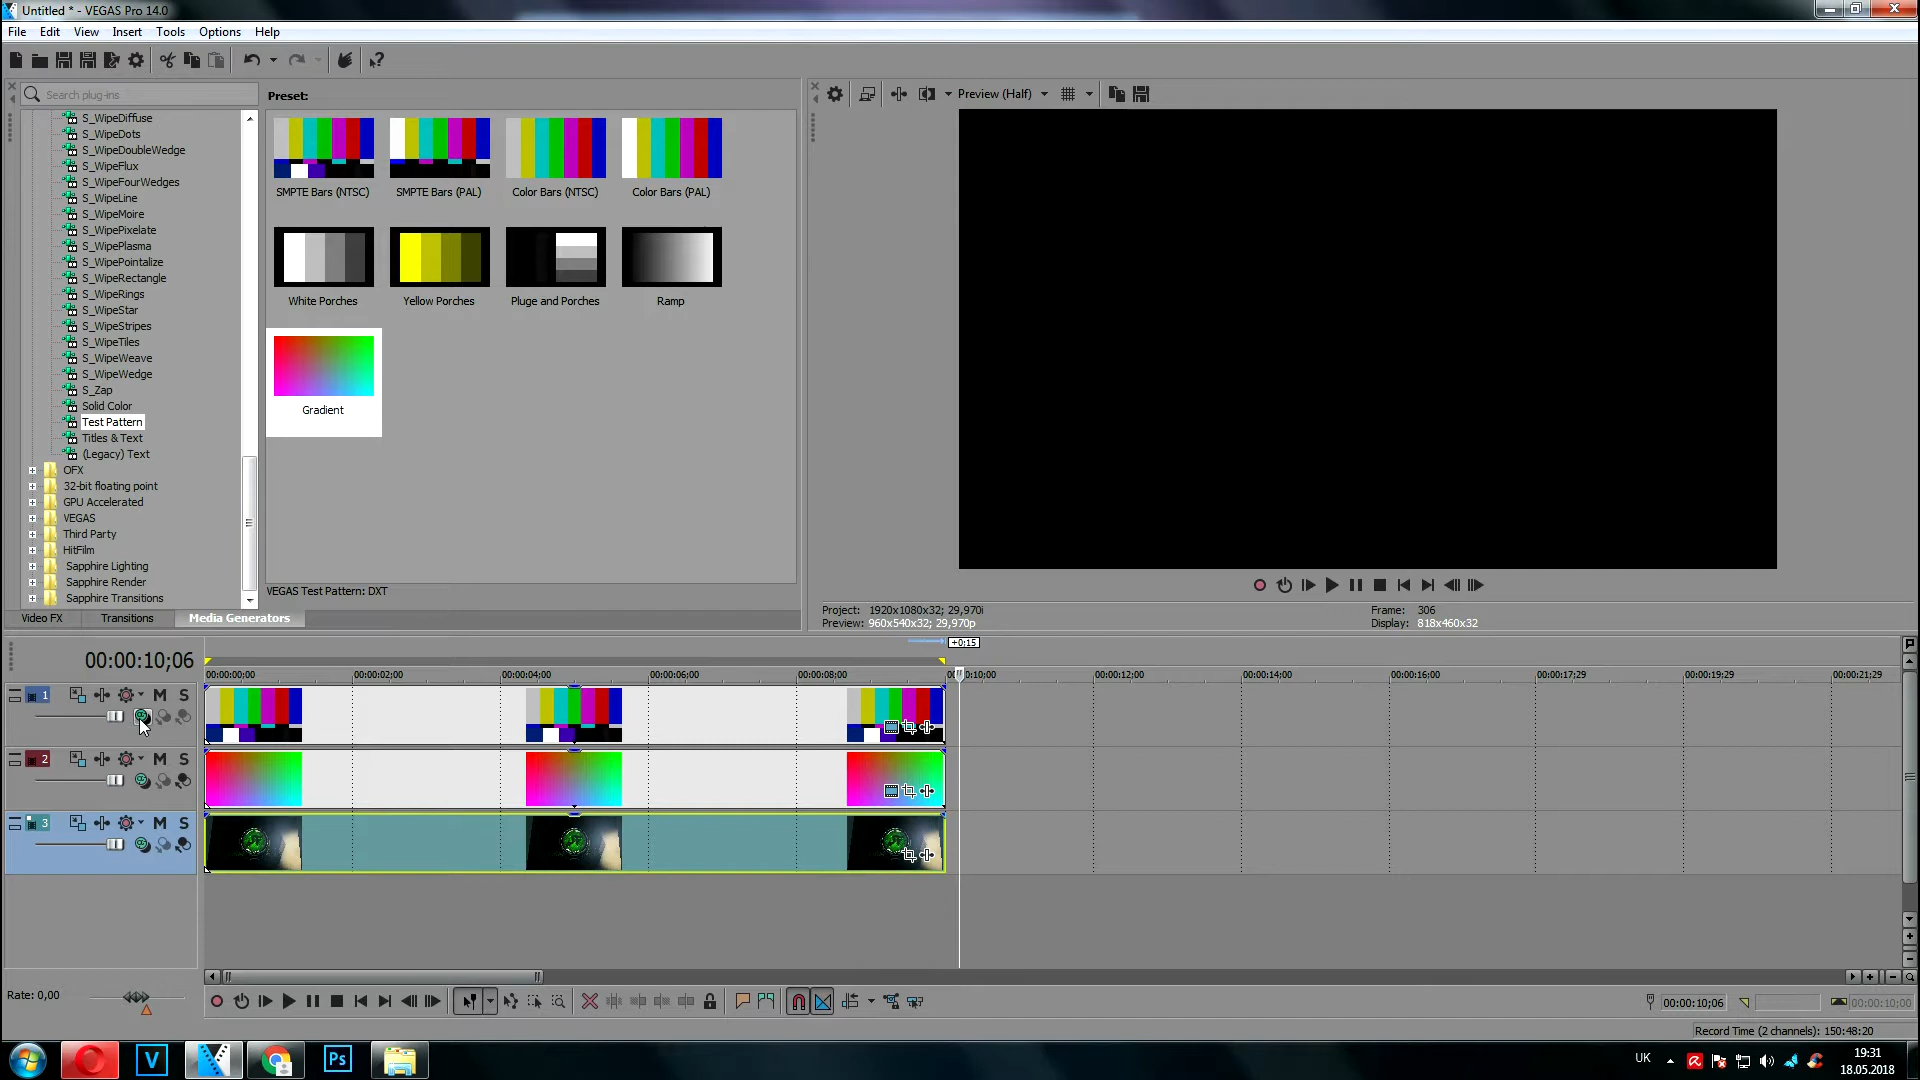 Untitled * - VEGAS Pro 14.0
File Edit View Insert Tools Options Help
Search plug-ins
Preset:
Preview (Half)
S_WipeDiffuse
S_WipeDots
S_WipeDoubleWedge
S_WipeFlux
S_WipeFourWedges
S_WipeLine
S_WipeMoire
S_WipePixelate
S_WipePlasma
S_WipePointalize
S_WipeRectangle
S_WipeRings
S_WipeStar
S_WipeStripes
S_WipeTiles
S_WipeWeave
S_WipeWedge
S_Zap
Solid Color
Test Pattern
Titles & Text
(Legacy) Text
OFX
32-bit floating point
GPU Accelerated
VEGAS
Third Party
HitFilm
Sapphire Lighting
Sapphire Render
Sapphire Transitions
SMPTE Bars (NTSC) SMPTE Bars (PAL) Color Bars (NTSC) Color Bars (PAL)
White Porches Yellow Porches Pluge and Porches Ramp
Gradient
VEGAS Test Pattern: DXT
Video FX Transitions Media Generators
Project: 1920x1080x32; 29,970i
Preview: 960x540x32; 29,970p
Frame: 306
Display: 818x460x32
+0;15
00:00:10;06
00:00:00;00 00:00:02;00 00:00:04;00 00:00:06;00 00:00:08;00 00:00:10;00 00:00:12;00 00:00:14;00 00:00:16;00 00:00:17;29 00:00:19;29 00:00:21;29
1 M S
2 M S
3 M S
Rate: 0,00
00:00:10;06 00:00:10;00
Record Time (2 channels): 150:48:20
V Ps
UK
19:31
18.05.2018